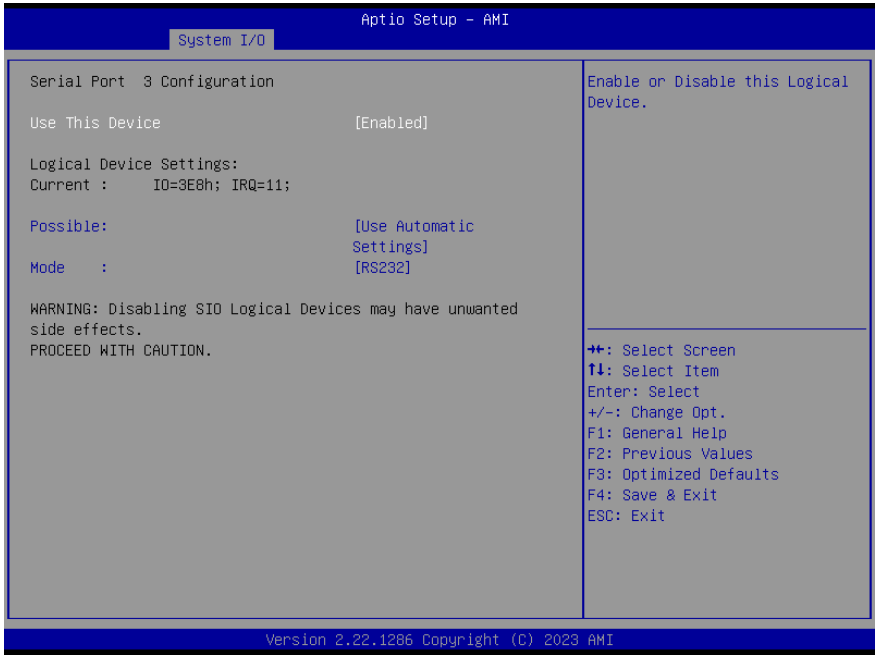 Aptio Setup – AMI
System I/O
Serial Port  3 Configuration
Use This Device [Enabled]
Logical Device Settings:
Current :     IO=3E8h; IRQ=11;
Possible: [Use Automatic
Settings]
Mode    : [RS232]
WARNING: Disabling SIO Logical Devices may have unwanted
side effects.
PROCEED WITH CAUTION.
Enable or Disable this Logical
Device.
→←: Select Screen
↑↓: Select Item
Enter: Select
+/-: Change Opt.
F1: General Help
F2: Previous Values
F3: Optimized Defaults
F4: Save & Exit
ESC: Exit
Version 2.22.1286 Copyright (C) 2023 AMI